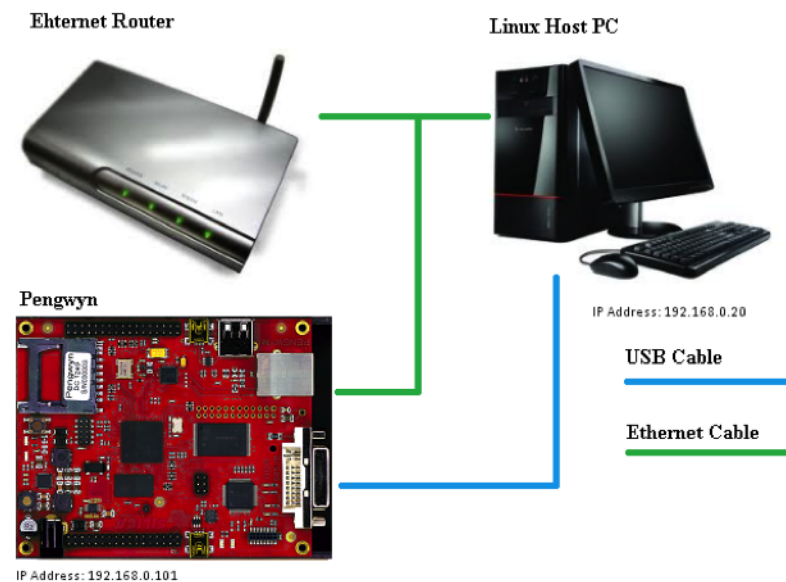 Ehternet Router
Linux Host PC
Pengwyn
IP Address: 192.168.0.20
USB Cable
Ethernet Cable
Pengwyn
IP Address: 192.168.0.101